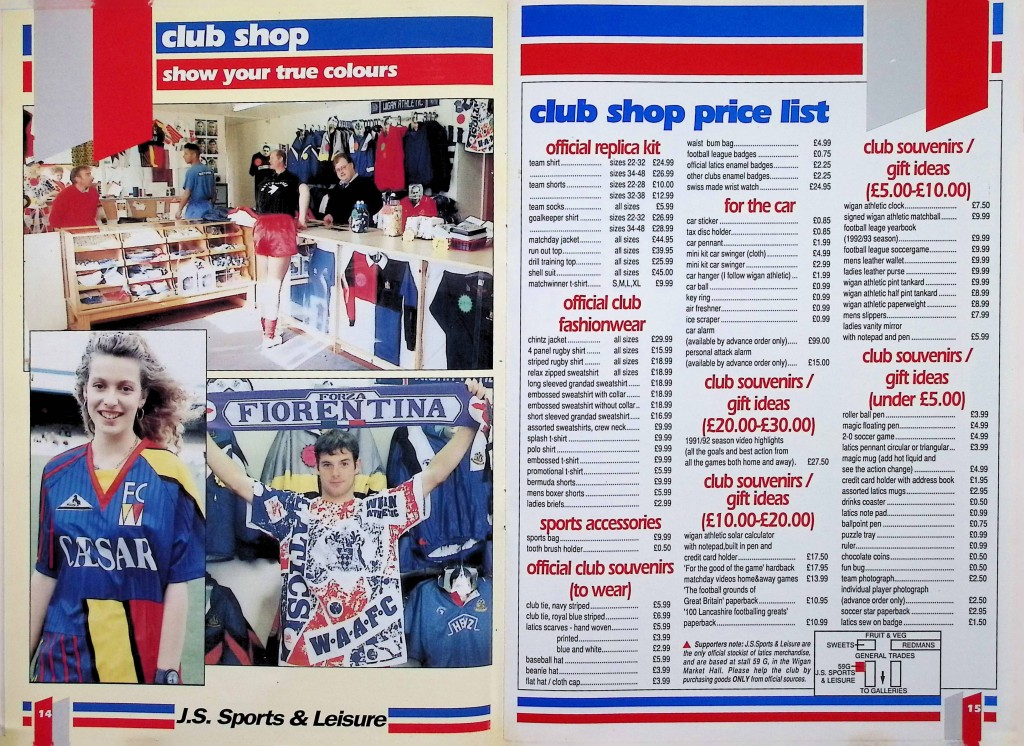 club shop
show your true colours
WIGAN ATHLETIC
FORZA
FIORENTINA
FC
CÆSAR
LATICS
WIGAN
ATHLETIC
W·A·A·F·C
14
J.S. Sports & Leisure
15
club shop price list
official replica kit
team shirt .................. sizes 22-32 £24.99
.................. sizes 34-48 £26.99
team shorts .................. sizes 22-28 £10.00
.................. sizes 32-38 £12.99
team socks .................. all sizes £5.99
goalkeeper shirt .................. sizes 22-32 £26.99
.................. sizes 34-48 £28.99
matchday jacket .................. all sizes £44.95
run out top .................. all sizes £39.95
drill training top .................. all sizes £25.99
shell suit .................. all sizes £45.00
matchwinner t-shirt....... S,M,L,XL £9.99
official club
fashionwear
chintz jacket .................. all sizes £29.99
4 panel rugby shirt ....... all sizes £15.99
striped rugby shirt ....... all sizes £18.99
relax zipped sweatshirt all sizes £18.99
long sleeved grandad sweatshirt ...... £18.99
embossed sweatshirt with collar....... £18.99
embossed sweatshirt without collar .. £18.99
short sleeved grandad sweatshirt ..... £16.99
assorted sweatshirts, crew neck....... £9.99
splash t-shirt .................. £9.99
polo shirt .................. £9.99
embossed t-shirt .................. £9.99
promotional t-shirt .................. £5.99
bermuda shorts .................. £9.99
mens boxer shorts .................. £5.99
ladies briefs .................. £2.99
sports accessories
sports bag .................. £9.99
tooth brush holder .................. £0.50
official club souvenirs
(to wear)
club tie, navy striped .................. £5.99
club tie, royal blue striped .................. £6.99
latics scarves - hand woven .......... £5.99
printed .................. £3.99
blue and white .................. £2.99
baseball hat .................. £5.99
beanie hat .................. £3.99
flat hat / cloth cap .................. £3.99
waist bum bag .................. £4.99
football league badges .................. £0.75
official latics enamel badges .......... £2.25
other clubs enamel badges .......... £2.25
swiss made wrist watch .................. £24.95
for the car
car sticker .................. £0.85
tax disc holder .................. £0.85
car pennant .................. £1.99
mini kit car swinger (cloth) .......... £4.99
mini kit car swinger .................. £2.99
car hanger (I follow wigan athletic) ... £1.99
car ball .................. £0.99
key ring .................. £0.99
air freshner .................. £0.99
ice scraper .................. £0.99
car alarm
(available by advance order only)..... £99.00
personal attack alarm
(available by advance order only)..... £15.00
club souvenirs /
gift ideas
(£20.00-£30.00)
1991/92 season video highlights
(all the goals and best action from
all the games both home and away). £27.50
club souvenirs /
gift ideas
(£10.00-£20.00)
wigan athletic solar calculator
with notepad,built in pen and
credit card holder .................. £17.50
'For the good of the game' hardback £17.95
matchday videos home&away games £13.99
'The football grounds of
Great Britain' paperback .................. £10.95
'100 Lancashire footballing greats'
paperback .................. £10.99
▲ Supporters note: J.S.Sports & Leisure are
the only official stockist of latics merchandise,
and are based at stall 59 G, in the Wigan
Market Hall. Please help the club by
purchasing goods ONLY from official sources.
club souvenirs /
gift ideas
(£5.00-£10.00)
wigan athletic clock .................. £7.50
signed wigan athletic matchball ....... £9.99
football leage yearbook
(1992/93 season) .................. £9.99
football league soccergame .......... £9.99
mens leather wallet .................. £9.99
ladies leather purse .................. £9.99
wigan athletic pint tankard .......... £9.99
wigan athletic half pint tankard ....... £8.99
wigan athletic paperweight .......... £8.99
mens slippers .................. £7.99
ladies vanity mirror
with notepad and pen .................. £5.99
club souvenirs /
gift ideas
(under £5.00)
roller ball pen .................. £3.99
magic floating pen .................. £4.99
2-0 soccer game .................. £4.99
latics pennant circular or triangular... £3.99
magic mug (add hot liquid and
see the action change) .................. £4.99
credit card holder with address book £1.95
assorted latics mugs .................. £2.95
drinks coaster .................. £0.50
latics note pad .................. £0.99
ballpoint pen .................. £0.75
puzzle tray .................. £0.99
ruler .................. £0.99
chocolate coins .................. £0.50
fun bug .................. £0.50
team photograph .................. £2.50
individual player photograph
(advance order only) .................. £2.50
soccer star paperback .................. £2.95
latics sew on badge .................. £1.50
FRUIT & VEG
SWEETS
REDMANS
GENERAL TRADES
59G
J.S. SPORTS
& LEISURE
TO GALLERIES